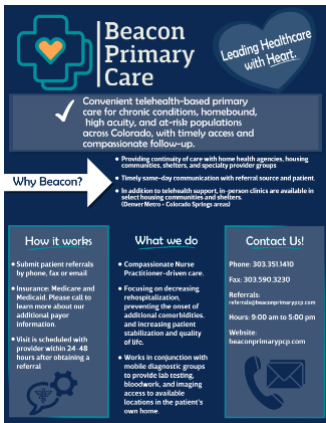 Beacon
Primary
Care
Leading Healthcare
with Heart.
Convenient telehealth-based primary
care for chronic conditions, homebound,
high acuity, and at-risk populations
across Colorado, with timely access and
compassionate follow-up.
Why Beacon?
• Providing continuity of care with home health agencies, housing
communities, shelters, and specialty provider groups
• Timely same-day communication with referral source and patient.
• In addition to telehealth support, in-person clinics are available in
select housing communities and shelters.
(Denver Metro - Colorado Springs areas)
How it works
• Submit patient referrals
by phone, fax or email
• Insurance: Medicare and
Medicaid. Please call to
learn more about our
additional payor
information.
• Visit is scheduled with
provider within 24-48
hours after obtaining a
referral
What we do
• Compassionate Nurse
Practitioner-driven care.
• Focusing on decreasing
rehospitalization,
preventing the onset of
additional comorbidities,
and increasing patient
stabilization and quality
of life.
• Works in conjunction with
mobile diagnostic groups
to provide lab testing,
bloodwork, and imaging
access to available
locations in the patient's
own home.
Contact Us!
Phone: 303.351.1410
Fax: 303.590.3230
Referrals:
referrals@beaconprimarypcp.com
Hours: 9:00 am to 5:00 pm
Website:
beaconprimarypcp.com